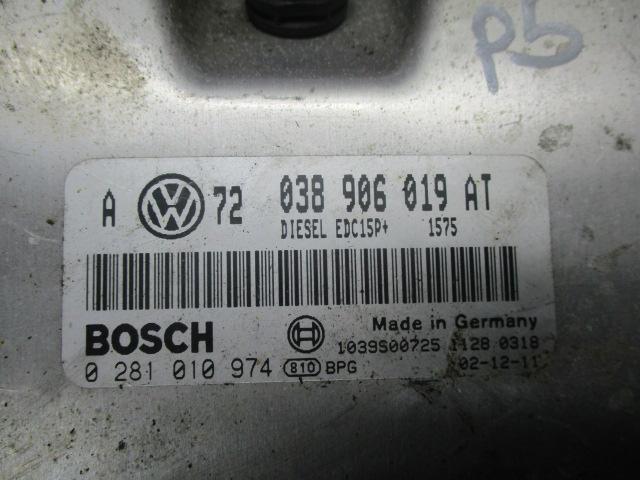 P5
A VW 72 038 906 019 AT
DIESEL EDC15P+ 1575
BOSCH
Made in Germany
1039S00725 1128 0318
0 281 010 974 810 BPG 02-12-11